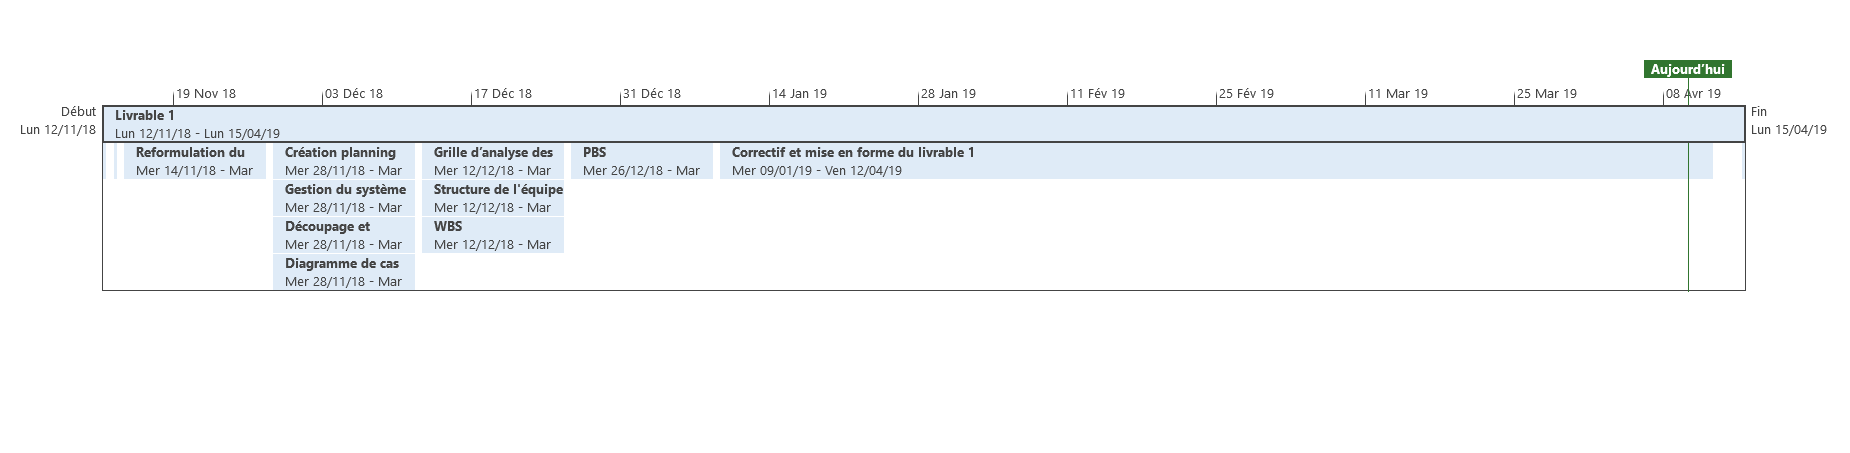 Aujourd'hui
19 Nov 18 03 Déc 18 17 Déc 18 31 Déc 18 14 Jan 19 28 Jan 19 11 Fév 19 25 Fév 19 11 Mar 19 25 Mar 19 08 Avr 19
Début
Lun 12/11/18
Livrable 1
Lun 12/11/18 - Lun 15/04/19
Fin
Lun 15/04/19
Reformulation du
Mer 14/11/18 - Mar
Création planning
Mer 28/11/18 - Mar
Gestion du système
Mer 28/11/18 - Mar
Découpage et
Mer 28/11/18 - Mar
Diagramme de cas
Mer 28/11/18 - Mar
Grille d'analyse des
Mer 12/12/18 - Mar
Structure de l'équipe
Mer 12/12/18 - Mar
WBS
Mer 12/12/18 - Mar
PBS
Mer 26/12/18 - Mar
Correctif et mise en forme du livrable 1
Mer 09/01/19 - Ven 12/04/19